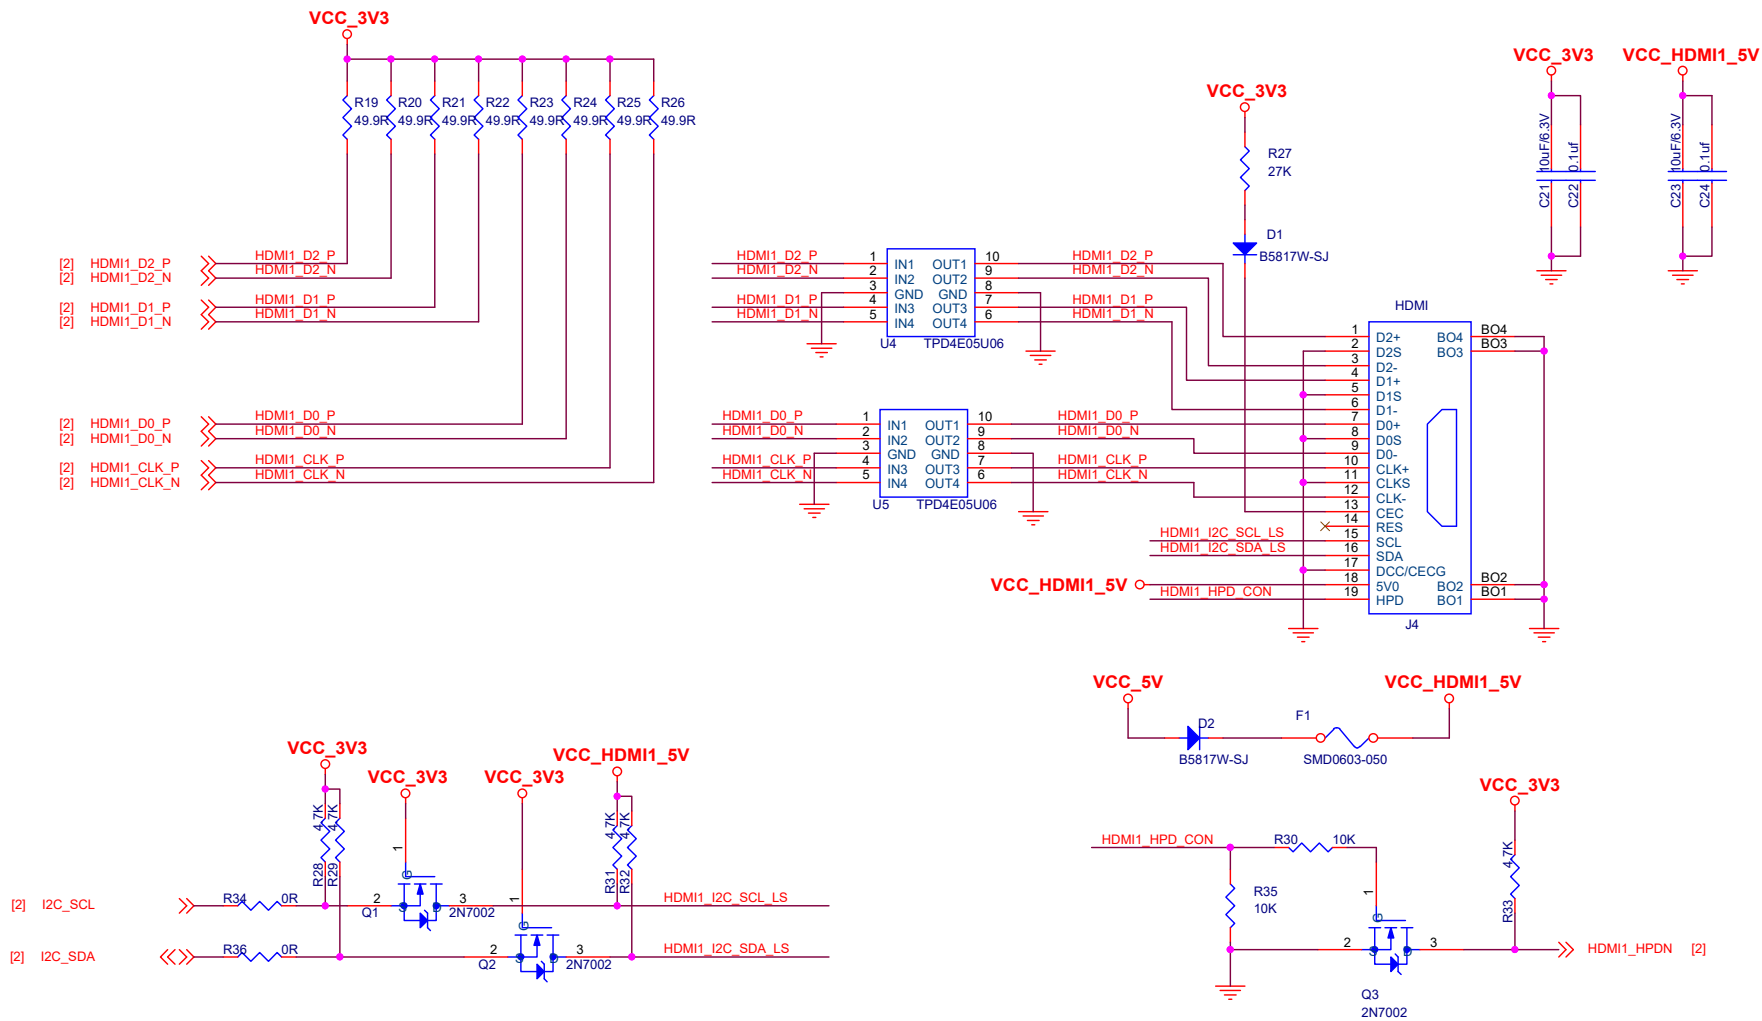 VCC_3V3
R19 R20 R21 R22 R23 R24 R25 R26
49.9R 49.9R 49.9R 49.9R 49.9R 49.9R 49.9R 49.9R
[2] HDMI1_D2_P HDMI1_D2_P
[2] HDMI1_D2_N HDMI1_D2_N
[2] HDMI1_D1_P HDMI1_D1_P
[2] HDMI1_D1_N HDMI1_D1_N
[2] HDMI1_D0_P HDMI1_D0_P
[2] HDMI1_D0_N HDMI1_D0_N
[2] HDMI1_CLK_P HDMI1_CLK_P
[2] HDMI1_CLK_N HDMI1_CLK_N
HDMI1_D2_P 1 IN1 OUT1 10 HDMI1_D2_P
HDMI1_D2_N 2 IN2 OUT2 9 HDMI1_D2_N
3 GND GND 8
HDMI1_D1_P 4 IN3 OUT3 7 HDMI1_D1_P
HDMI1_D1_N 5 IN4 OUT4 6 HDMI1_D1_N
U4 TPD4E05U06
HDMI1_D0_P 1 IN1 OUT1 10 HDMI1_D0_P
HDMI1_D0_N 2 IN2 OUT2 9 HDMI1_D0_N
3 GND GND 8
HDMI1_CLK_P 4 IN3 OUT3 7 HDMI1_CLK_P
HDMI1_CLK_N 5 IN4 OUT4 6 HDMI1_CLK_N
U5 TPD4E05U06
VCC_3V3
R27
27K
D1
B5817W-SJ
VCC_3V3 VCC_HDMI1_5V
10uF/6.3V 0.1uf 10uF/6.3V 0.1uf
C21 C22 C23 C24
HDMI
1 D2+ BO4 BO4
2 D2S BO3 BO3
3 D2-
4 D1+
5 D1S
6 D1-
7 D0+
8 D0S
9 D0-
10 CLK+
11 CLKS
12 CLK-
13 CEC
14 RES
HDMI1_I2C_SCL_LS 15 SCL
HDMI1_I2C_SDA_LS 16 SDA
17 DCC/CECG
VCC_HDMI1_5V 18 5V0 BO2 BO2
HDMI1_HPD_CON 19 HPD BO1 BO1
J4
VCC_5V VCC_HDMI1_5V
D2 F1
B5817W-SJ SMD0603-050
VCC_3V3 VCC_3V3 VCC_3V3 VCC_HDMI1_5V
4.7K 4.7K 4.7K 4.7K
R28 R29 R31 R32
1 G
1 G
[2] I2C_SCL R34 0R 2 S D 3 HDMI1_I2C_SCL_LS
Q1 2N7002
[2] I2C_SDA R36 0R 2 S D 3 HDMI1_I2C_SDA_LS
Q2 2N7002
VCC_3V3
HDMI1_HPD_CON R30 10K 4.7K
R35
10K
R33
1 G
2 S D 3 HDMI1_HPDN [2]
Q3
2N7002